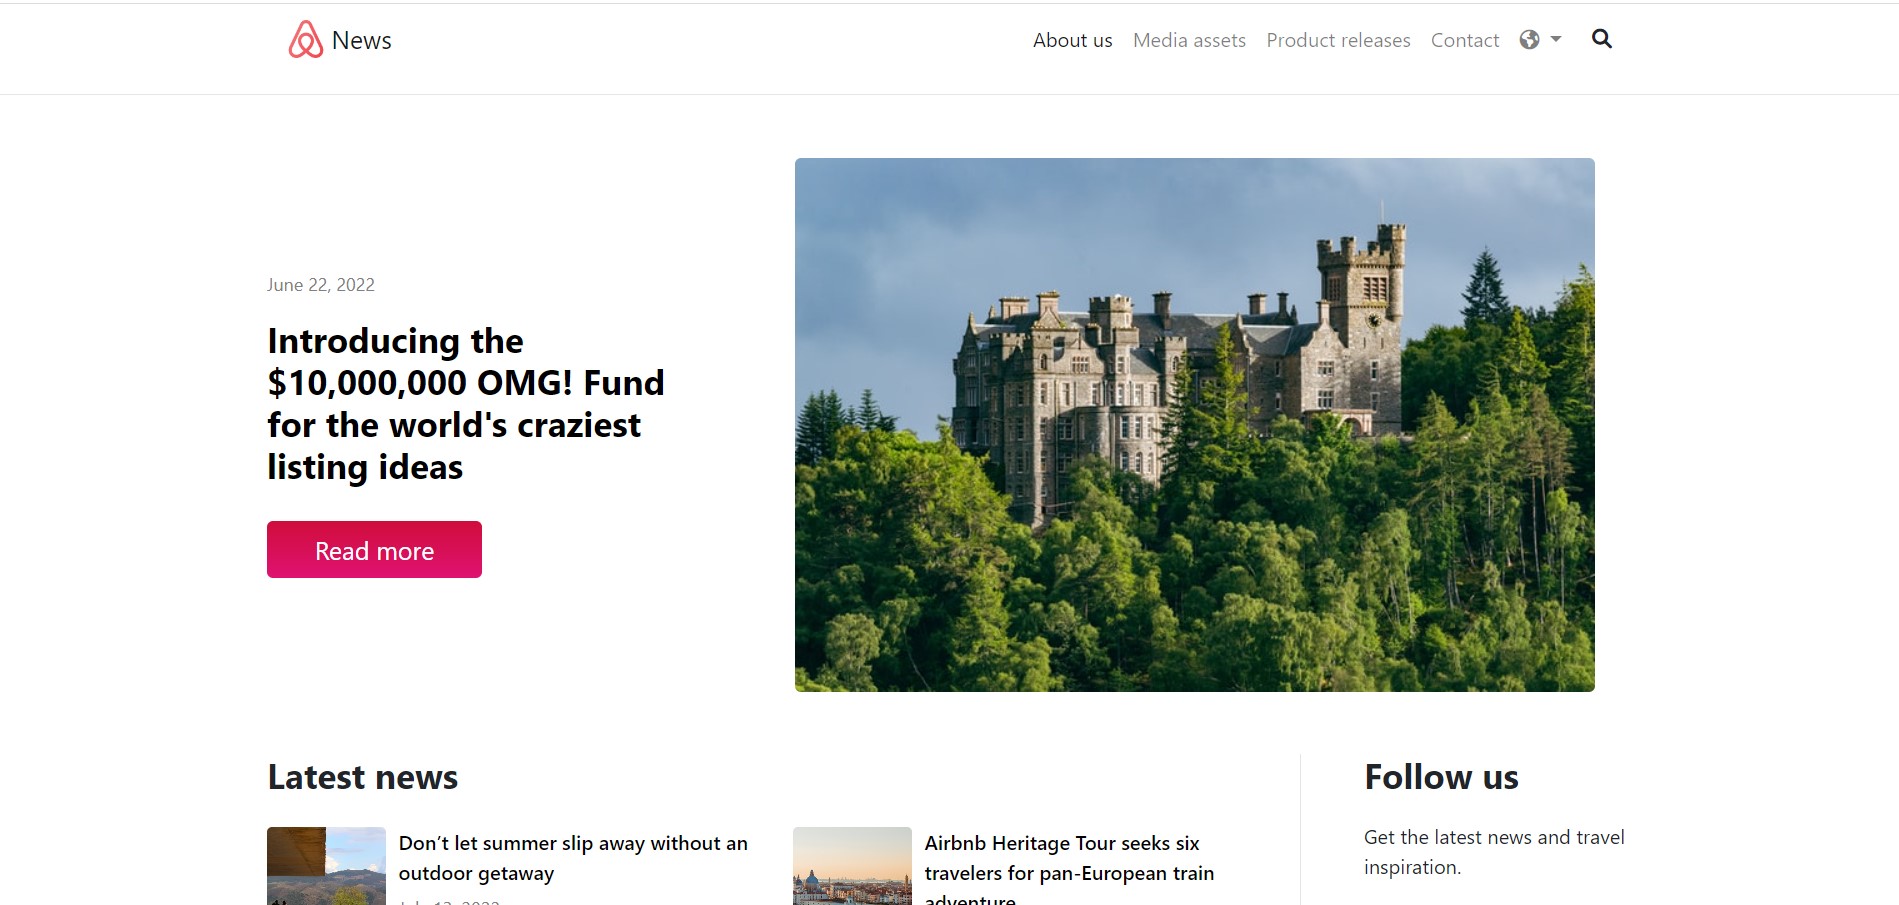 News
About us Media assets Product releases Contact
June 22, 2022
Introducing the
$10,000,000 OMG! Fund
for the world's craziest
listing ideas
Read more
Latest news
Don’t let summer slip away without an
outdoor getaway
Airbnb Heritage Tour seeks six
travelers for pan-European train
adventure
Follow us
Get the latest news and travel
inspiration.